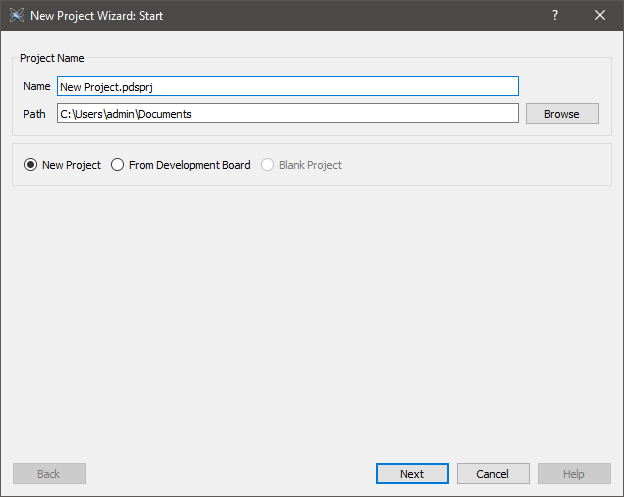 New Project Wizard: Start
?
Project Name
Name New Project.pdsprj
Path C:\Users\admin\Documents Browse
New Project From Development Board Blank Project
Back Next Cancel Help